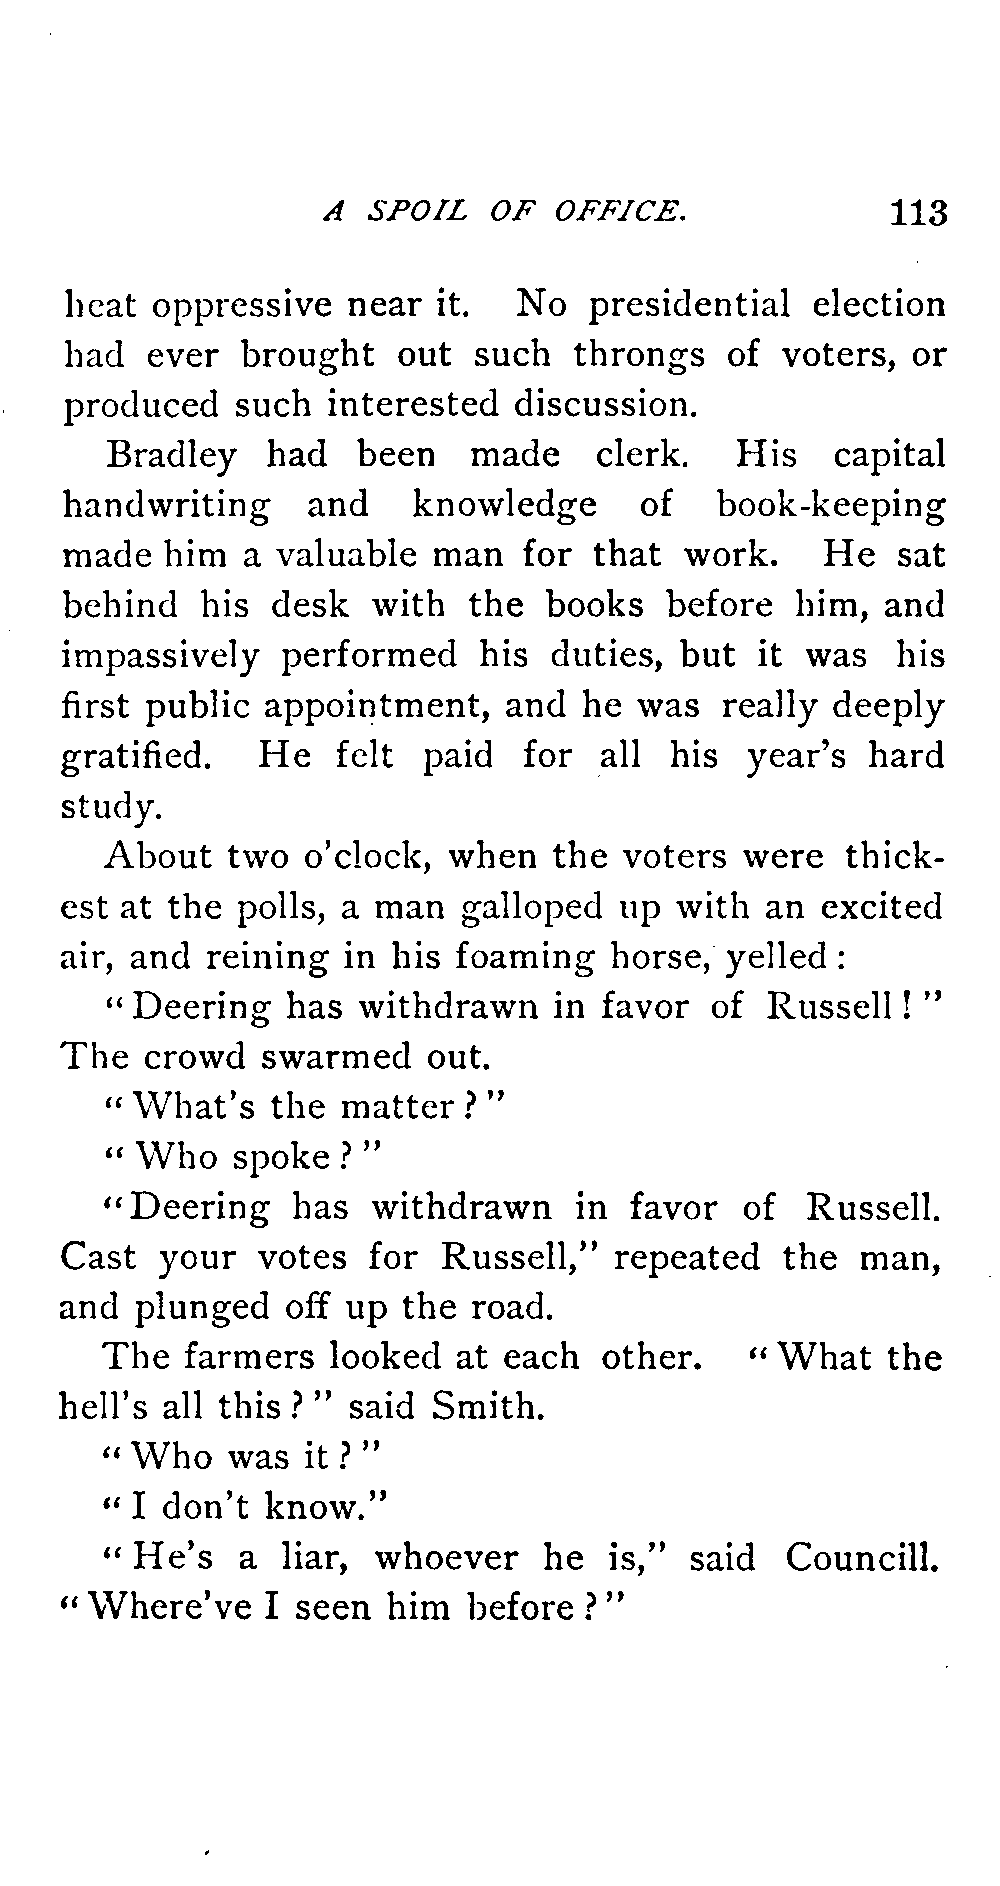 A SPOIL OF OFFICE. 113
heat oppressive near it. No presidential election
had ever brought out such throngs of voters, or
produced such interested discussion.
Bradley had been made clerk. His capital
handwriting and knowledge of book-keeping
made him a valuable man for that work. He sat
behind his desk with the books before him, and
impassively performed his duties, but it was his
first public appointment, and he was really deeply
gratified. He felt paid for all his year's hard
study.
About two o'clock, when the voters were thick-
est at the polls, a man galloped up with an excited
air, and reining in his foaming horse, yelled:
"Deering has withdrawn in favor of Russell!"
The crowd swarmed out.
"What's the matter?"
"Who spoke?"
"Deering has withdrawn in favor of Russell.
Cast your votes for Russell," repeated the man,
and plunged off up the road.
The farmers looked at each other. "What the
hell's all this?" said Smith.
"Who was it?"
"I don't know."
"He's a liar, whoever he is," said Councill.
"Where've I seen him before?"